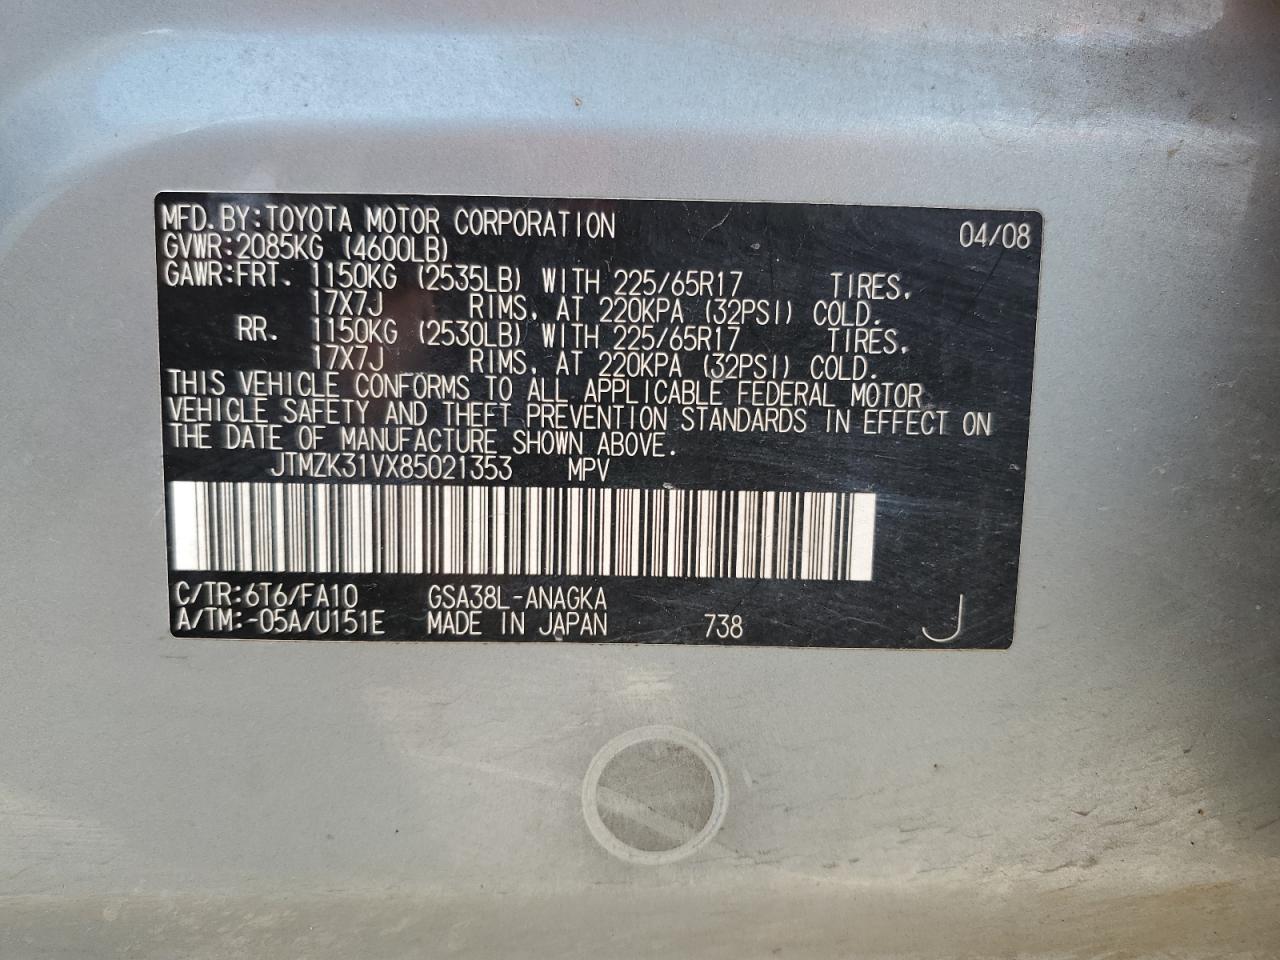 MFD. BY: TOYOTA MOTOR CORPORATION 04/08
GVWR: 2085KG (4600LB)
GAWR: FRT. 1150KG (2535LB) WITH 225/65R17 TIRES,
17X7J RIMS, AT 220KPA (32PSI) COLD.
RR. 1150KG (2530LB) WITH 225/65R17 TIRES,
17X7J RIMS, AT 220KPA (32PSI) COLD.
THIS VEHICLE CONFORMS TO ALL APPLICABLE FEDERAL MOTOR
VEHICLE SAFETY AND THEFT PREVENTION STANDARDS IN EFFECT ON
THE DATE OF MANUFACTURE SHOWN ABOVE.
JTMZK31VX85021353 MPV
C/TR: 6T6/FA10 GSA38L-ANAGKA
A/TM: -05A/U151E MADE IN JAPAN 738 J